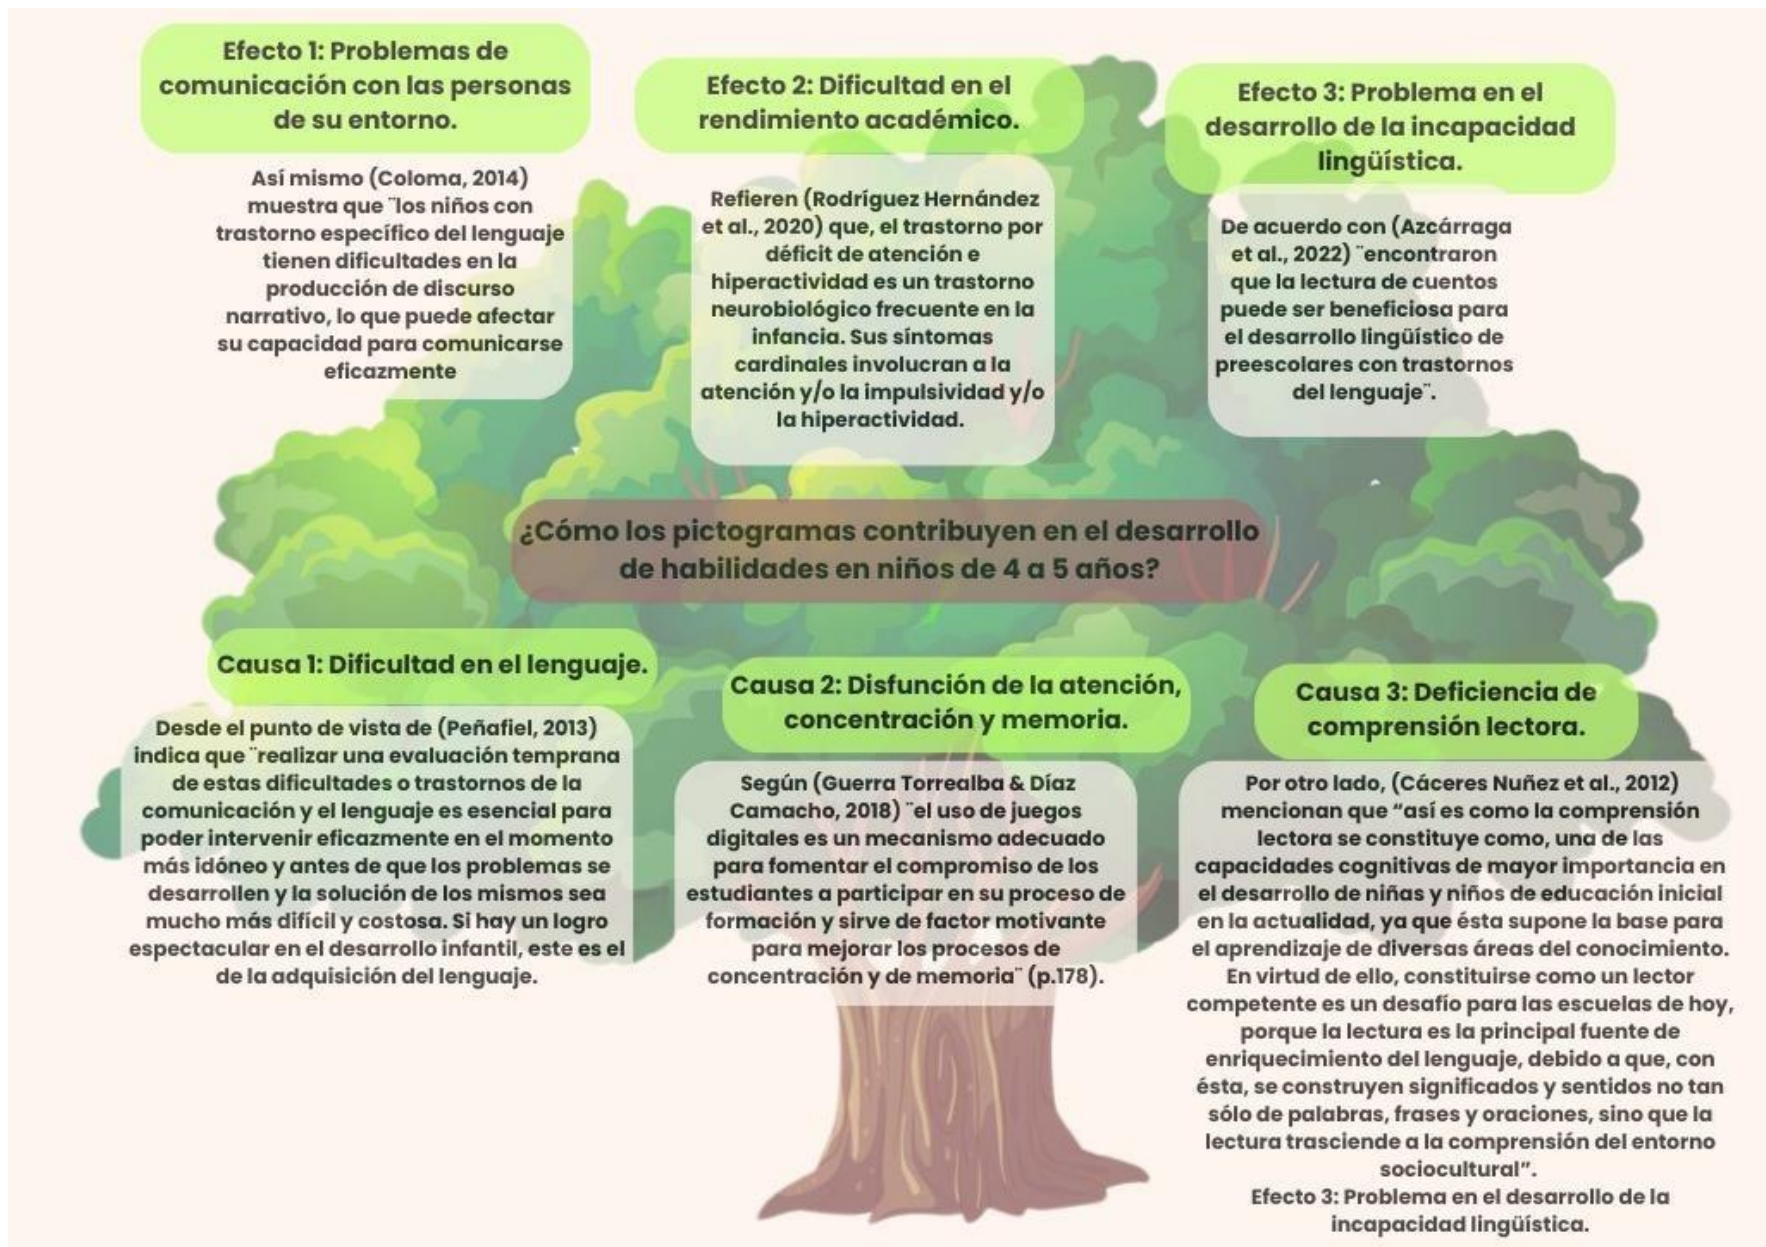 Efecto 1: Problemas de
comunicación con las personas
de su entorno.
Así mismo (Coloma, 2014)
muestra que ¨los niños con
trastorno específico del lenguaje
tienen dificultades en la
producción de discurso
narrativo, lo que puede afectar
su capacidad para comunicarse
eficazmente
Efecto 2: Dificultad en el
rendimiento académico.
Refieren (Rodríguez Hernández
et al., 2020) que, el trastorno por
déficit de atención e
hiperactividad es un trastorno
neurobiológico frecuente en la
infancia. Sus síntomas
cardinales involucran a la
atención y/o la impulsividad y/o
la hiperactividad.
Efecto 3: Problema en el
desarrollo de la incapacidad
lingüística.
De acuerdo con (Azcárraga
et al., 2022) ¨encontraron
que la lectura de cuentos
puede ser beneficiosa para
el desarrollo lingüístico de
preescolares con trastornos
del lenguaje¨.
¿Cómo los pictogramas contribuyen en el desarrollo
de habilidades en niños de 4 a 5 años?
Causa 1: Dificultad en el lenguaje.
Desde el punto de vista de (Peñafiel, 2013)
indica que ¨realizar una evaluación temprana
de estas dificultades o trastornos de la
comunicación y el lenguaje es esencial para
poder intervenir eficazmente en el momento
más idóneo y antes de que los problemas se
desarrollen y la solución de los mismos sea
mucho más difícil y costosa. Si hay un logro
espectacular en el desarrollo infantil, este es el
de la adquisición del lenguaje.
Causa 2: Disfunción de la atención,
concentración y memoria.
Según (Guerra Torrealba & Díaz
Camacho, 2018) ¨el uso de juegos
digitales es un mecanismo adecuado
para fomentar el compromiso de los
estudiantes a participar en su proceso de
formación y sirve de factor motivante
para mejorar los procesos de
concentración y de memoria¨ (p.178).
Causa 3: Deficiencia de
comprensión lectora.
Por otro lado, (Cáceres Nuñez et al., 2012)
mencionan que “así es como la comprensión
lectora se constituye como, una de las
capacidades cognitivas de mayor importancia en
el desarrollo de niñas y niños de educación inicial
en la actualidad, ya que ésta supone la base para
el aprendizaje de diversas áreas del conocimiento.
En virtud de ello, constituirse como un lector
competente es un desafío para las escuelas de hoy,
porque la lectura es la principal fuente de
enriquecimiento del lenguaje, debido a que, con
ésta, se construyen significados y sentidos no tan
sólo de palabras, frases y oraciones, sino que la
lectura trasciende a la comprensión del entorno
sociocultural”.
Efecto 3: Problema en el desarrollo de la
incapacidad lingüística.